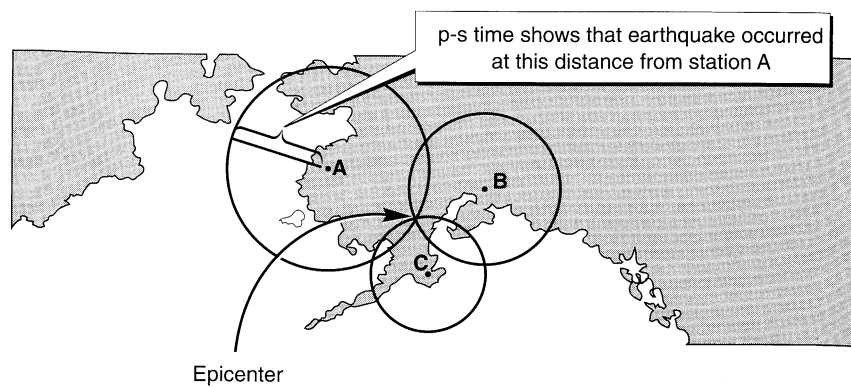 p-s time shows that earthquake occurred
at this distance from station A
A
B
C
Epicenter